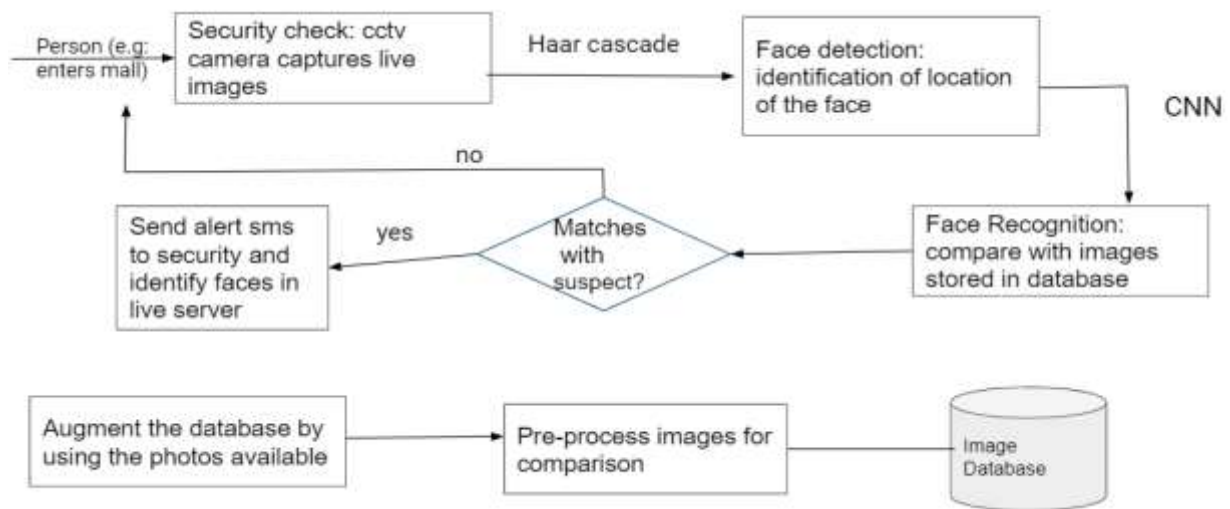 Person (e.g:
enters mall)
Security check: cctv
camera captures live
images
Haar cascade
Face detection:
identification of location
of the face
CNN
no
Send alert sms
to security and
identify faces in
live server
yes
Matches
with
suspect?
Face Recognition:
compare with images
stored in database
Augment the database by
using the photos available
Pre-process images for
comparison
Image
Database